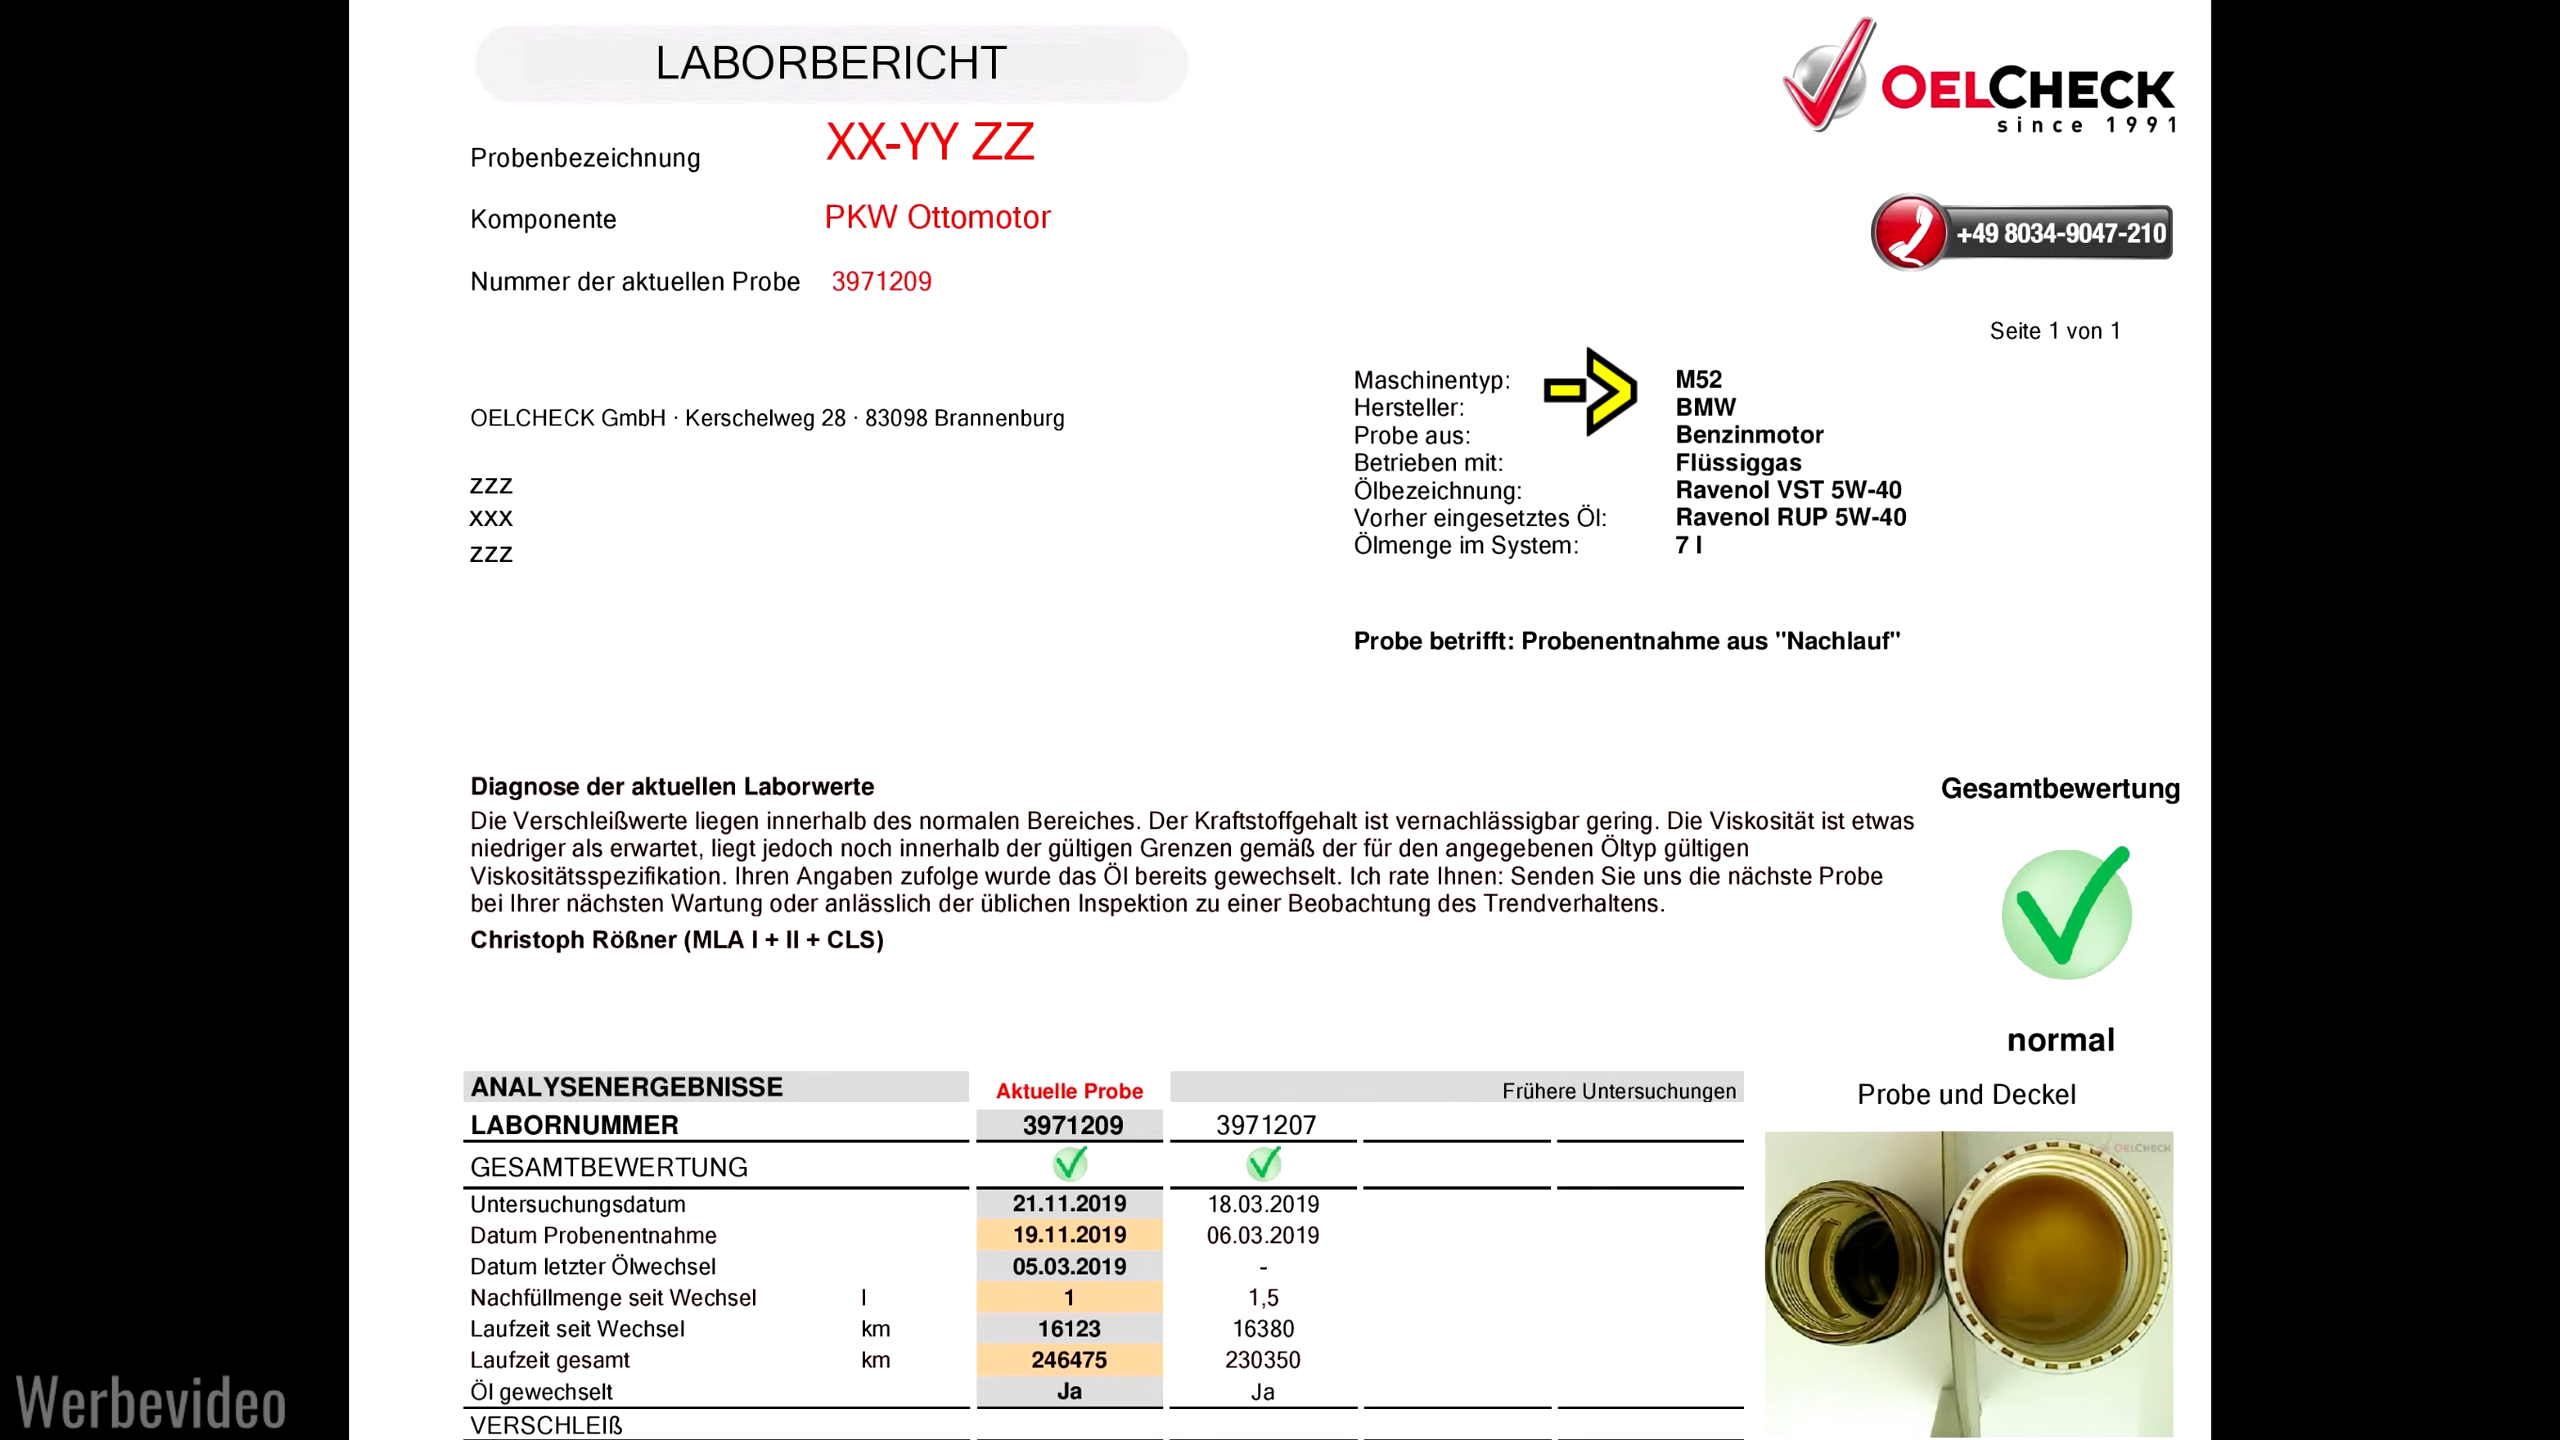 LABORBERICHT
OELCHECK
since 1991
Probenbezeichnung XX-YY ZZ
Komponente PKW Ottomotor
+49 8034-9047-210
Nummer der aktuellen Probe 3971209
Seite 1 von 1
OELCHECK GmbH · Kerschelweg 28 · 83098 Brannenburg
zzz
xxx
zzz
Maschinentyp: M52
Hersteller: BMW
Probe aus: Benzinmotor
Betrieben mit: Flüssiggas
Ölbezeichnung: Ravenol VST 5W-40
Vorher eingesetztes Öl: Ravenol RUP 5W-40
Ölmenge im System: 7 l
Probe betrifft: Probenentnahme aus "Nachlauf"
Diagnose der aktuellen Laborwerte
Die Verschleißwerte liegen innerhalb des normalen Bereiches. Der Kraftstoffgehalt ist vernachlässigbar gering. Die Viskosität ist etwas
niedriger als erwartet, liegt jedoch noch innerhalb der gültigen Grenzen gemäß der für den angegebenen Öltyp gültigen
Viskositätsspezifikation. Ihren Angaben zufolge wurde das Öl bereits gewechselt. Ich rate Ihnen: Senden Sie uns die nächste Probe
bei Ihrer nächsten Wartung oder anlässlich der üblichen Inspektion zu einer Beobachtung des Trendverhaltens.
Christoph Rößner (MLA I + II + CLS)
Gesamtbewertung
normal
ANALYSENERGEBNISSE Aktuelle Probe Frühere Untersuchungen
LABORNUMMER 3971209 3971207
GESAMTBEWERTUNG
Untersuchungsdatum 21.11.2019 18.03.2019
Datum Probenentnahme 19.11.2019 06.03.2019
Datum letzter Ölwechsel 05.03.2019 -
Nachfüllmenge seit Wechsel l 1 1,5
Laufzeit seit Wechsel km 16123 16380
Laufzeit gesamt km 246475 230350
Öl gewechselt Ja Ja
VERSCHLEIß
Probe und Deckel
OELCHECK
Werbevideo